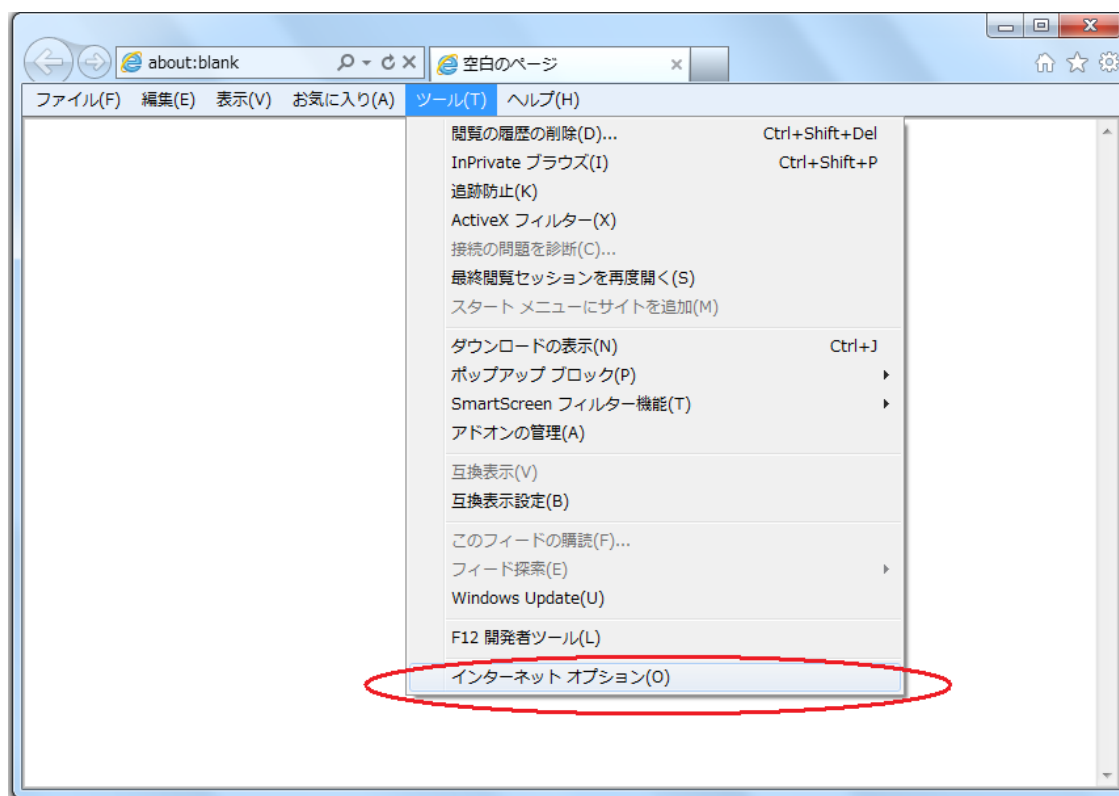 about:blank 空白のページ
ファイル(F) 編集(E) 表示(V) お気に入り(A) ツール(T) ヘルプ(H)
閲覧の履歴の削除(D)... Ctrl+Shift+Del
InPrivate ブラウズ(I) Ctrl+Shift+P
追跡防止(K)
ActiveX フィルター(X)
接続の問題を診断(C)...
最終閲覧セッションを再度開く(S)
スタート メニューにサイトを追加(M)
ダウンロードの表示(N) Ctrl+J
ポップアップ ブロック(P)
SmartScreen フィルター機能(T)
アドオンの管理(A)
互換表示(V)
互換表示設定(B)
このフィードの購読(F)...
フィード探索(E)
Windows Update(U)
F12 開発者ツール(L)
インターネット オプション(O)